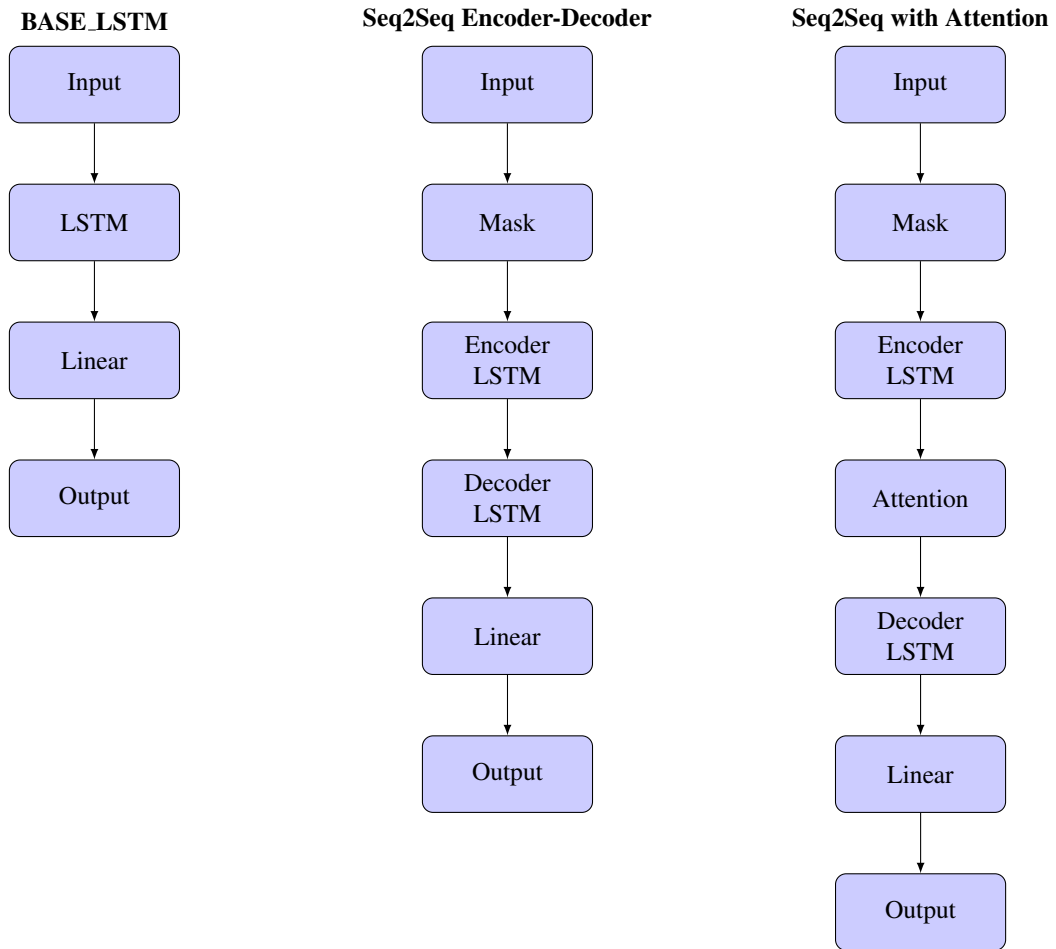 BASE_LSTM
Input
LSTM
Linear
Output
Seq2Seq Encoder-Decoder
Input
Mask
Encoder
LSTM
Decoder
LSTM
Linear
Output
Seq2Seq with Attention
Input
Mask
Encoder
LSTM
Attention
Decoder
LSTM
Linear
Output